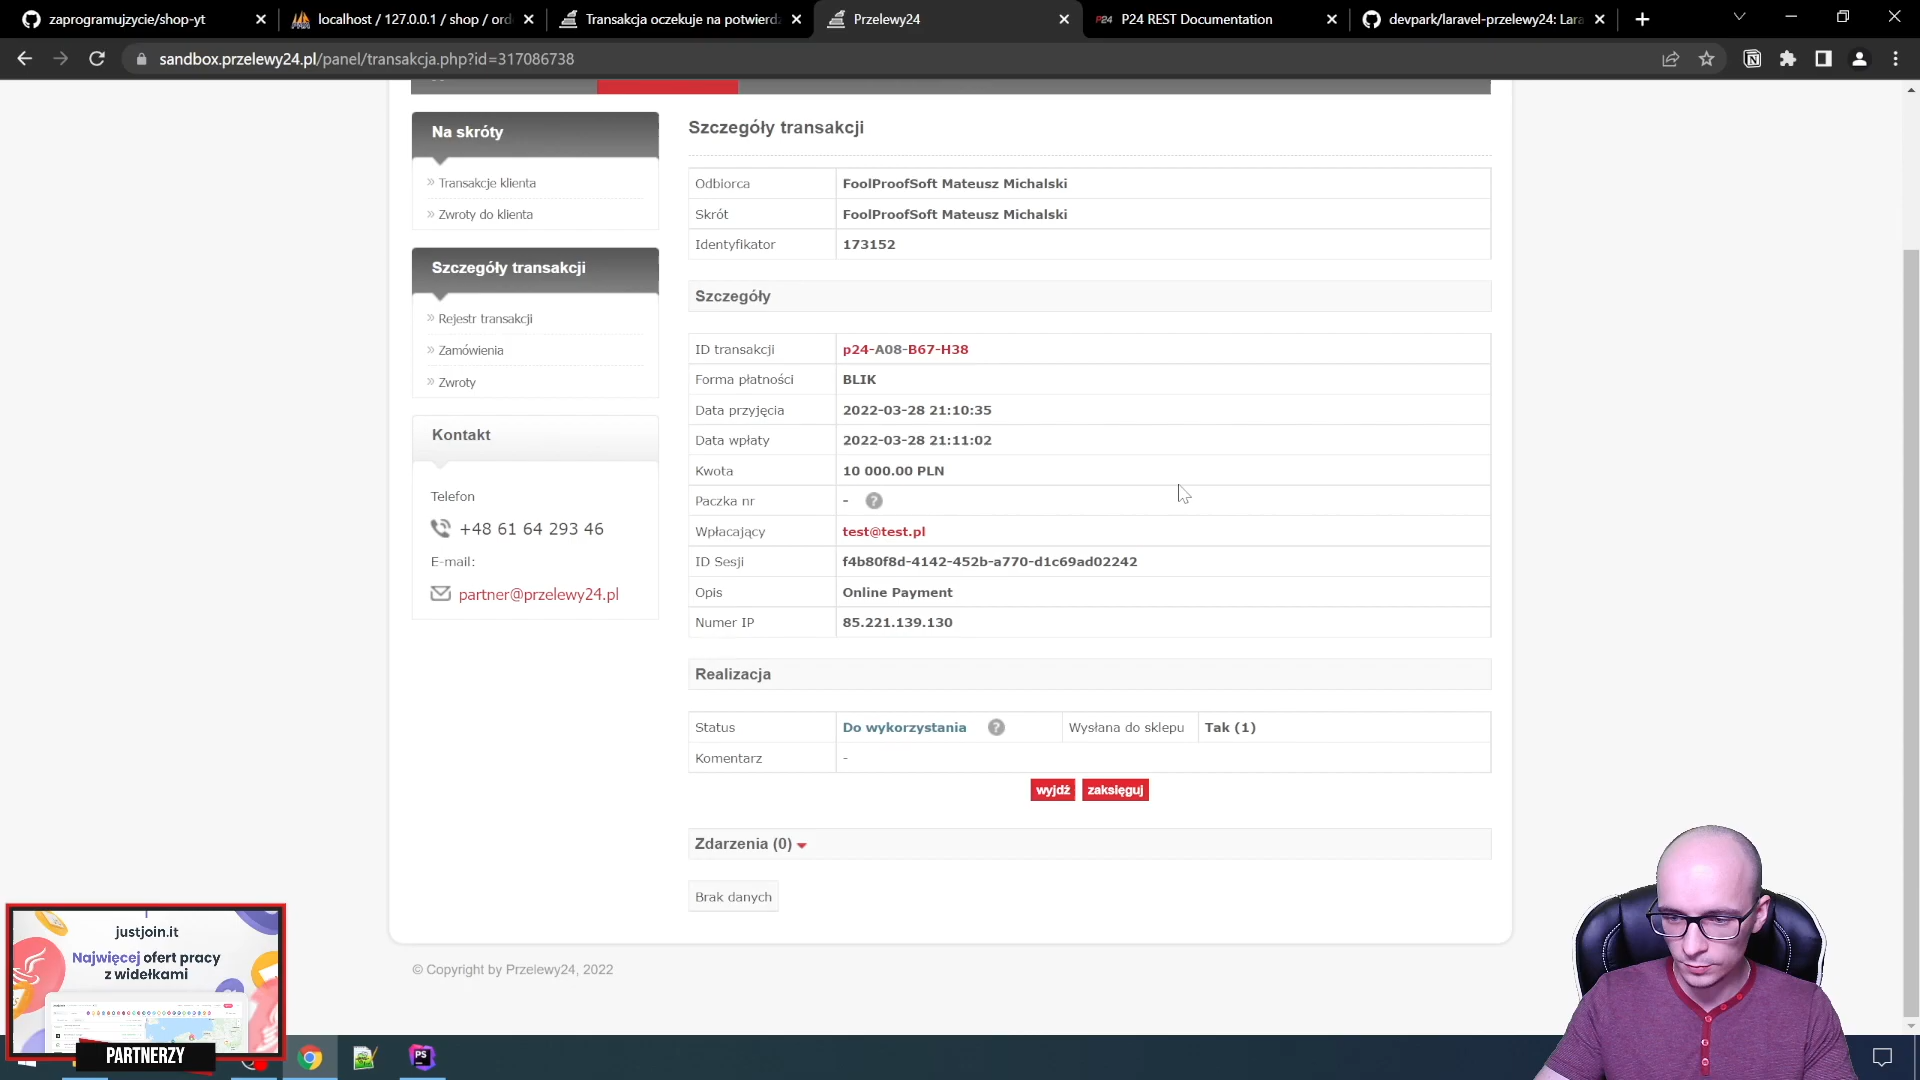 zaprogramujzycie/shop-yt
localhost / 127.0.0.1 / shop / ord
Transakcja oczekuje na potwierdz
Przelewy24
P24 REST Documentation
devpark/laravel-przelewy24: Lara
sandbox.przelewy24.pl/panel/transakcja.php?id=317086738
Na skróty
Transakcje klienta
Zwroty do klienta
Szczegóły transakcji
Rejestr transakcji
Zamówienia
Zwroty
Kontakt
Telefon
+48 61 64 293 46
E-mail:
partner@przelewy24.pl
Szczegóły transakcji
Odbiorca FoolProofSoft Mateusz Michalski
Skrót FoolProofSoft Mateusz Michalski
Identyfikator 173152
Szczegóły
ID transakcji p24-A08-B67-H38
Forma płatności BLIK
Data przyjęcia 2022-03-28 21:10:35
Data wpłaty 2022-03-28 21:11:02
Kwota 10 000.00 PLN
Paczka nr - ?
Wpłacający test@test.pl
ID Sesji f4b80f8d-4142-452b-a770-d1c69ad02242
Opis Online Payment
Numer IP 85.221.139.130
Realizacja
Status Do wykorzystania ? Wysłana do sklepu Tak (1)
Komentarz -
wyjdź zaksięguj
Zdarzenia (0)
Brak danych
© Copyright by Przelewy24, 2022
justjoin.it
Najwięcej ofert pracy
z widełkami
PARTNERZY
PS